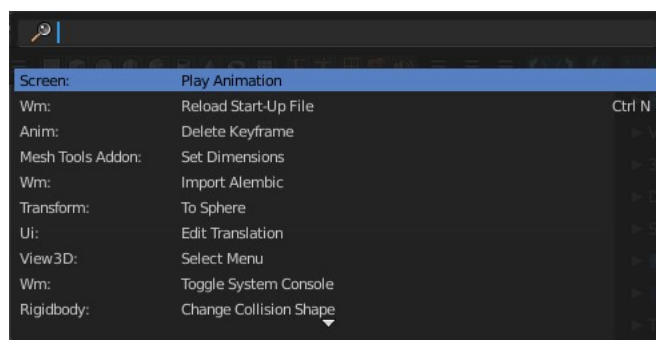 Screen: Play Animation
Wm: Reload Start-Up File Ctrl N
Anim: Delete Keyframe
Mesh Tools Addon: Set Dimensions
Wm: Import Alembic
Transform: To Sphere
Ui: Edit Translation
View3D: Select Menu
Wm: Toggle System Console
Rigidbody: Change Collision Shape